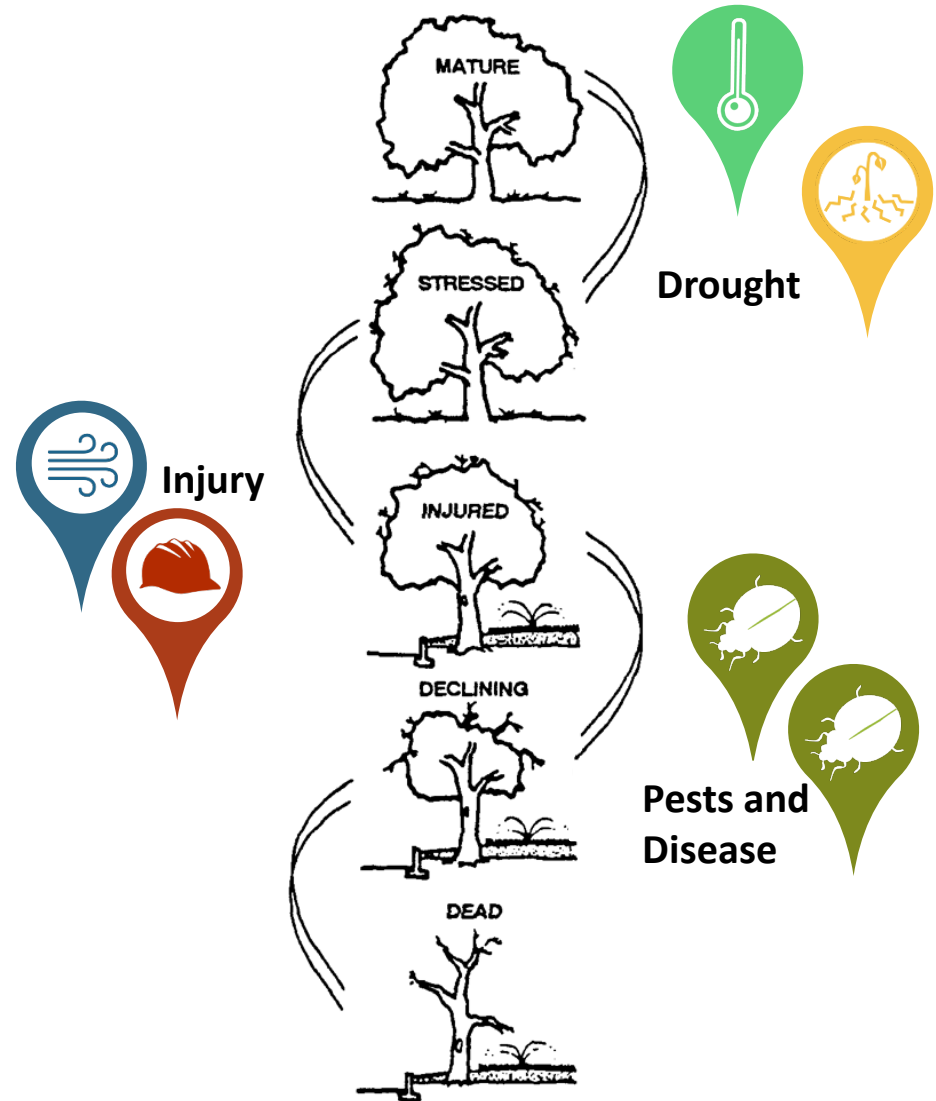 MATURE
STRESSED
Drought
Injury
INJURED
DECLINING
Pests and
Disease
DEAD